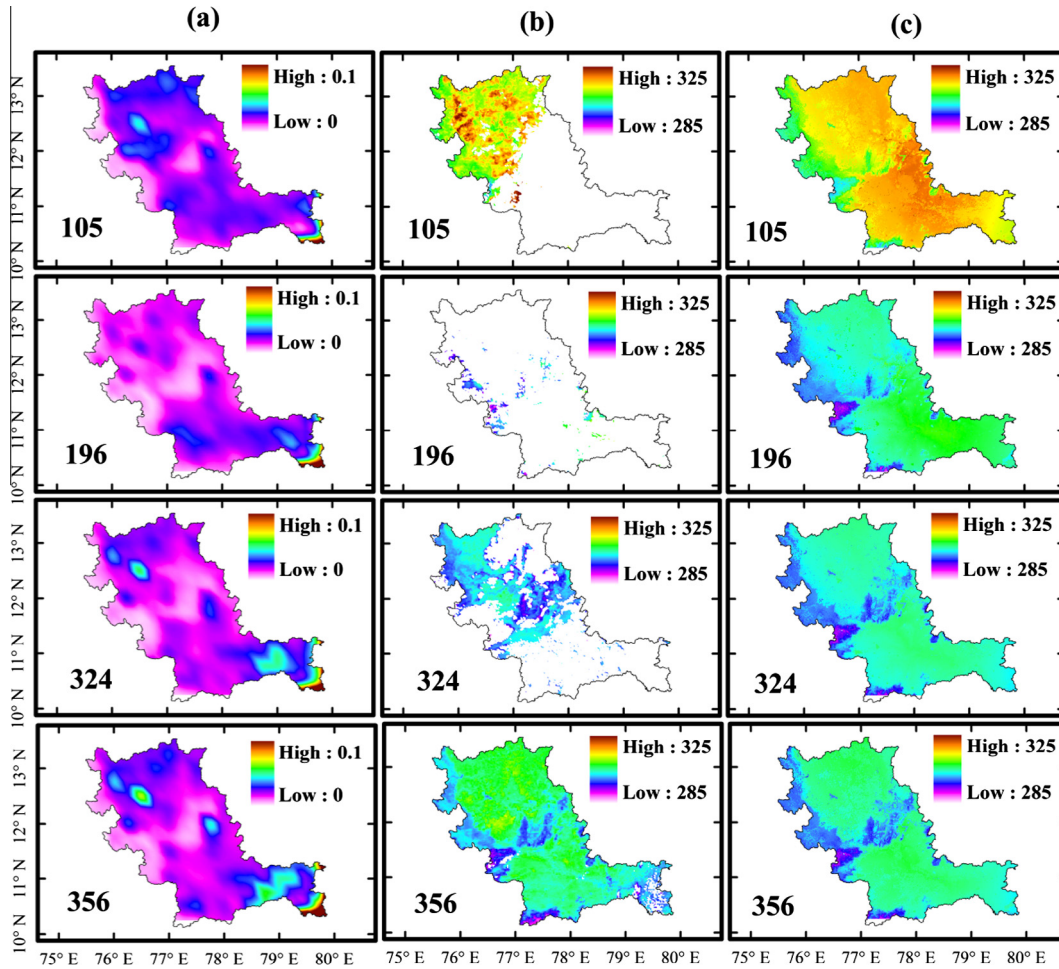 (a) (b) (c)
13° N
12° N
11° N
10° N
High : 0.1
Low : 0
105
High : 325
Low : 285
105
High : 325
Low : 285
105
13° N
12° N
11° N
10° N
High : 0.1
Low : 0
196
High : 325
Low : 285
196
High : 325
Low : 285
196
13° N
12° N
11° N
10° N
High : 0.1
Low : 0
324
High : 325
Low : 285
324
High : 325
Low : 285
324
13° N
12° N
11° N
10° N
High : 0.1
Low : 0
356
High : 325
Low : 285
356
High : 325
Low : 285
356
75° E 76° E 77° E 78° E 79° E 80° E 75° E 76° E 77° E 78° E 79° E 80° E 75° E 76° E 77° E 78° E 79° E 80° E